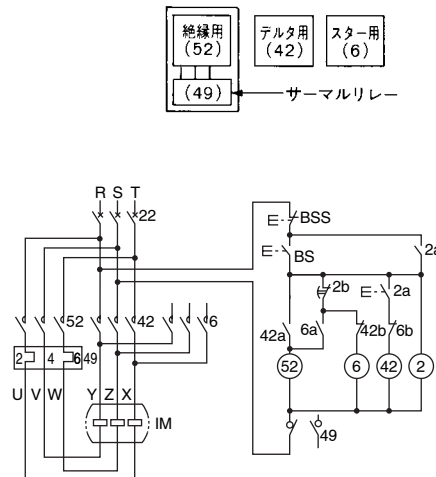 絶縁用
(52)
(49)
デルタ用
(42)
スター用
(6)
サーマルリレー
R S T
22
52
42
6
2 4 6 49
U V W Y Z X
IM
BSS
BS
2a
2b
2a
42a
6a
42b
6b
52
6
42
2
49